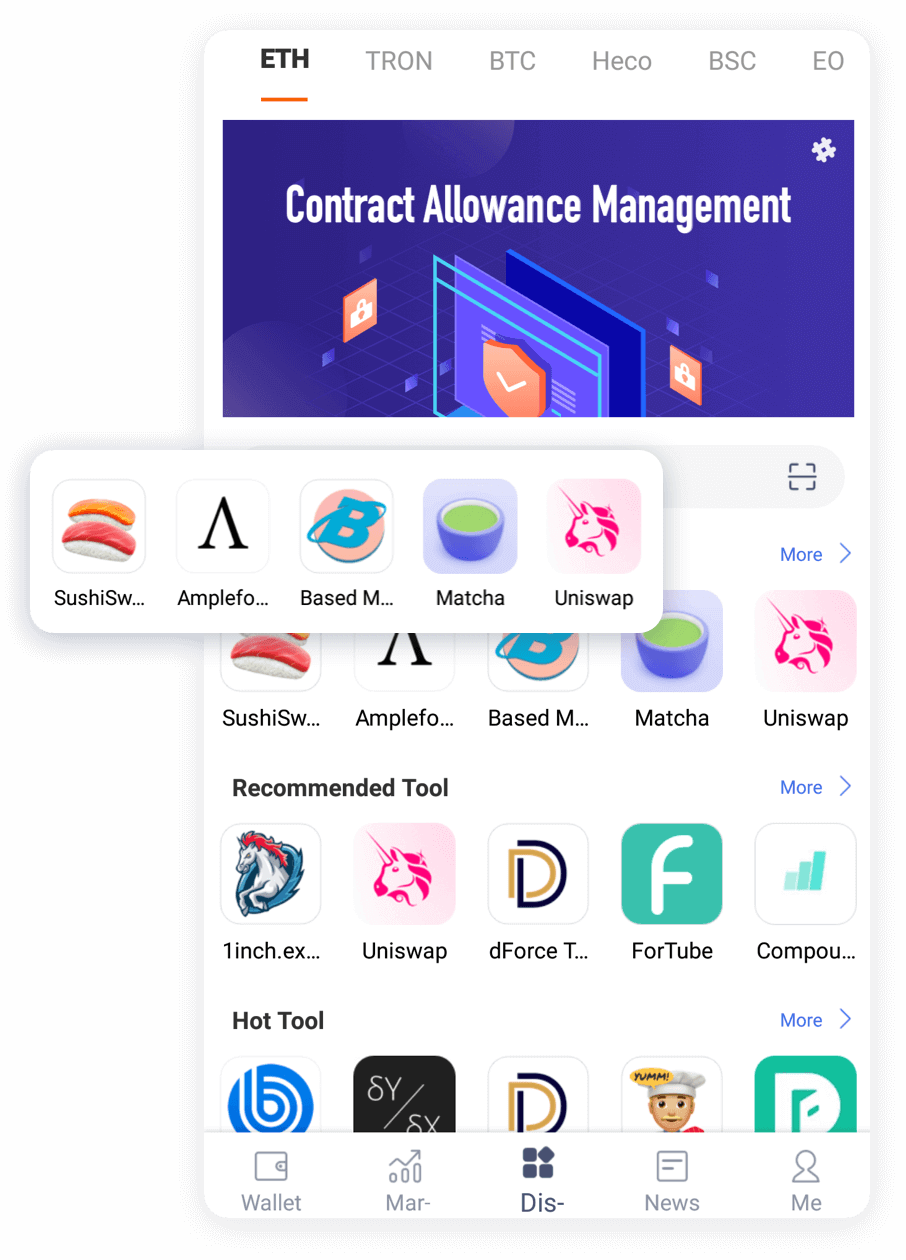 ETH TRON BTC Heco BSC EO
Contract Allowance Management
SushiSw... Amplefo... Based M... Matcha Uniswap
More
SushiSw... Amplefo... Based M... Matcha Uniswap
Recommended Tool More
1inch.ex... Uniswap dForce T... ForTube Compou...
Hot Tool More
δY/δX
YUMM!
Wallet Mar- Dis- News Me